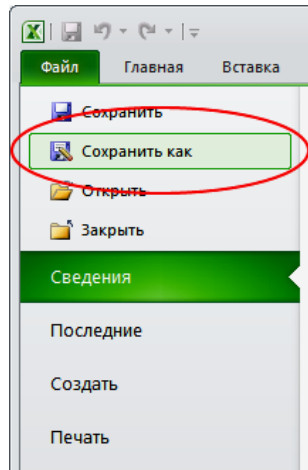 Файл Главная Вставка
Сохранить
Сохранить как
Открыть
Закрыть
Сведения
Последние
Создать
Печать